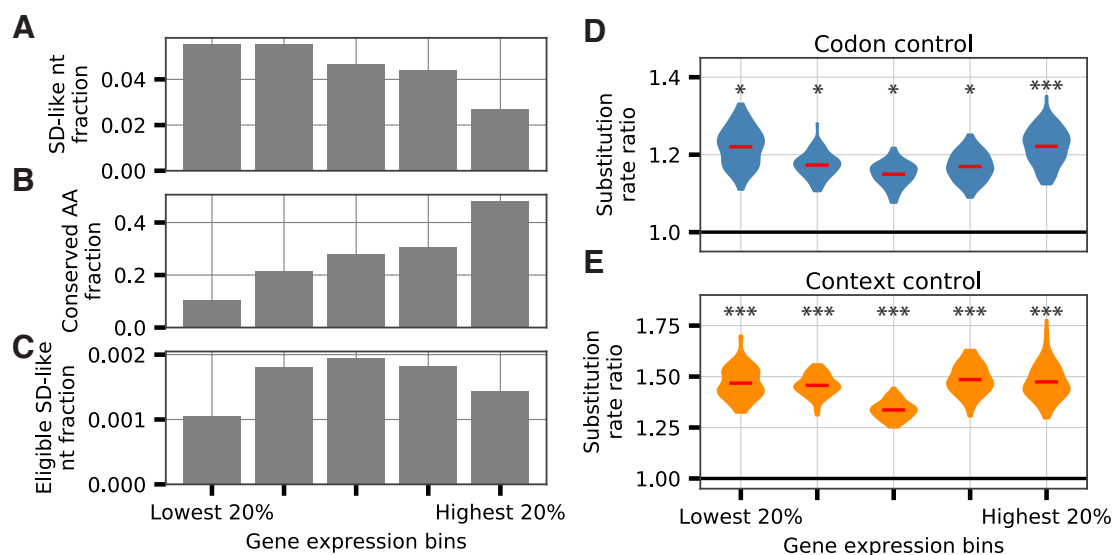 A
SD-like nt
fraction
0.04
0.02
0.00
B
Conserved AA
fraction
0.4
0.2
0.0
C
Eligible SD-like
nt fraction
0.002
0.001
0.000
Lowest 20%
Highest 20%
Gene expression bins
D
Codon control
Substitution
rate ratio
1.4
1.2
1.0
*
*
*
*
***
E
Context control
Substitution
rate ratio
1.75
1.50
1.25
1.00
***
***
***
***
***
Lowest 20%
Highest 20%
Gene expression bins